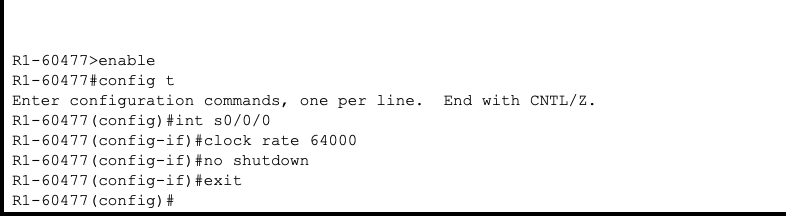 R1-60477>enable
R1-60477#config t
Enter configuration commands, one per line.  End with CNTL/Z.
R1-60477(config)#int s0/0/0
R1-60477(config-if)#clock rate 64000
R1-60477(config-if)#no shutdown
R1-60477(config-if)#exit
R1-60477(config)#